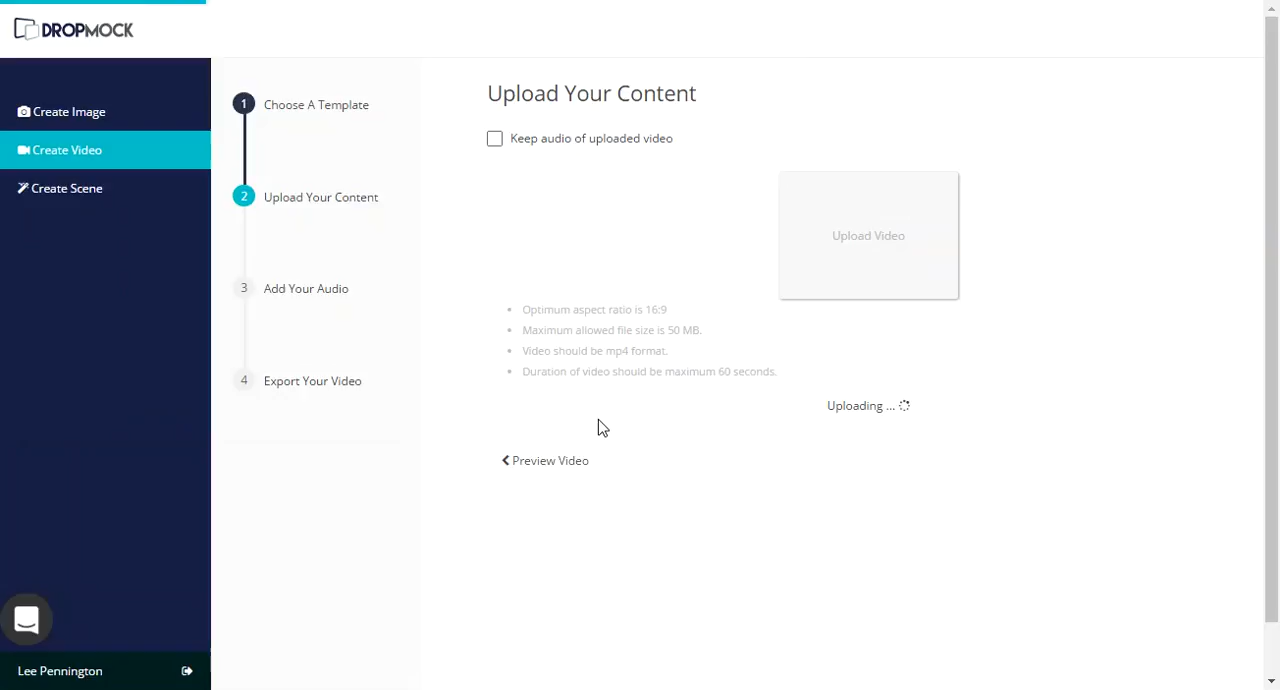 DROPMOCK
Create Image
Create Video
Create Scene
1 Choose A Template
2 Upload Your Content
3 Add Your Audio
4 Export Your Video
Upload Your Content
Keep audio of uploaded video
Upload Video
• Optimum aspect ratio is 16:9
• Maximum allowed file size is 50 MB.
• Video should be mp4 format.
• Duration of video should be maximum 60 seconds.
Uploading ...
Preview Video
Lee Pennington